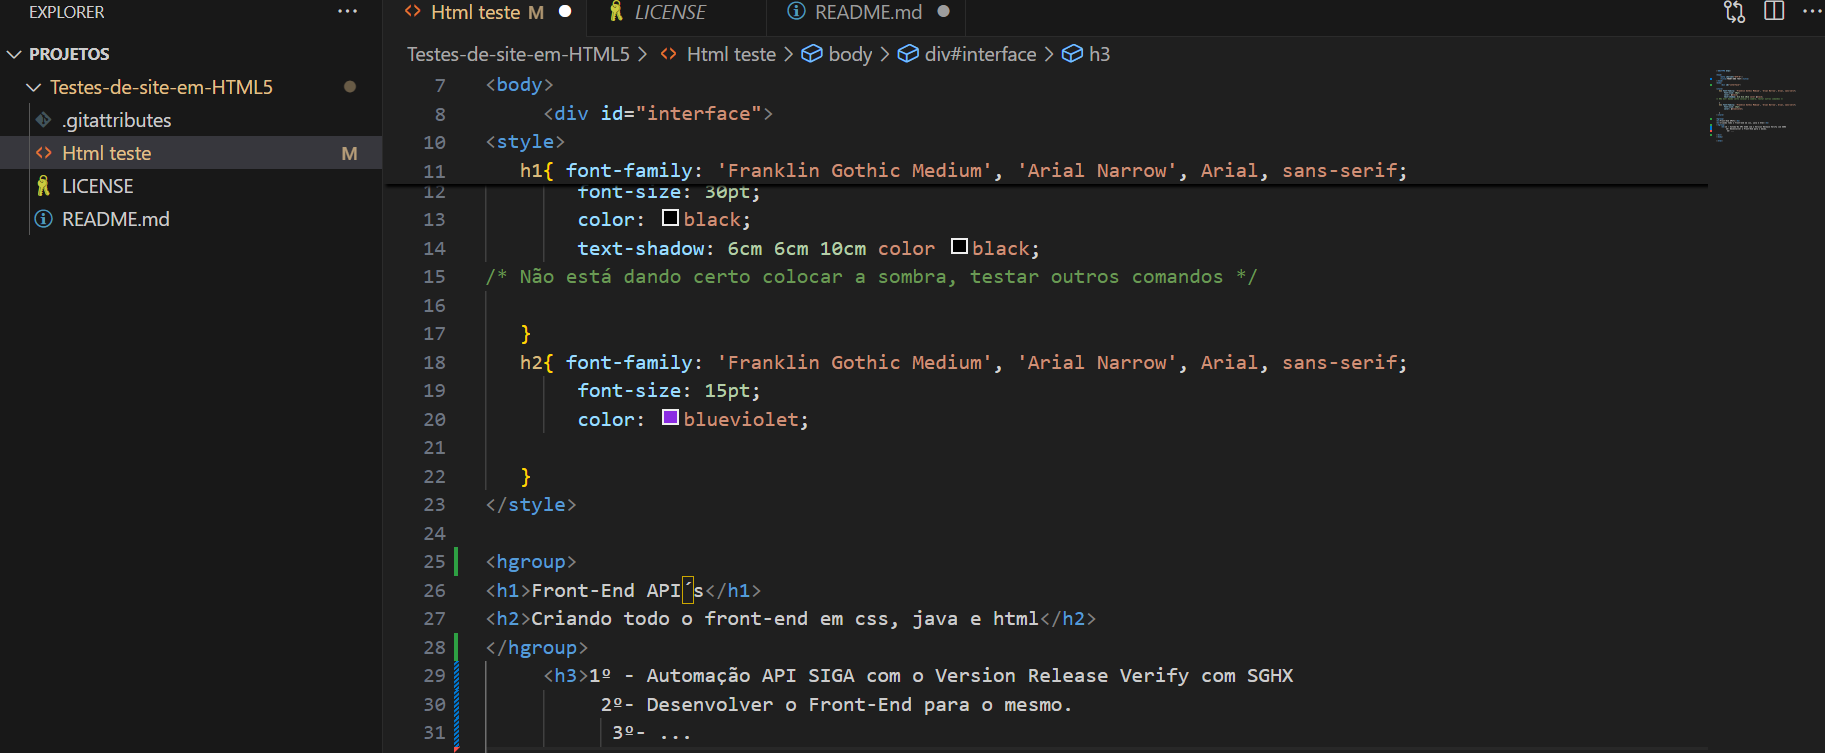 EXPLORER
PROJETOS
Testes-de-site-em-HTML5
.gitattributes
Html teste M
LICENSE
README.md
Html teste M LICENSE README.md
Testes-de-site-em-HTML5 > Html teste > body > div#interface > h3
7 <body>
8 <div id="interface">
10 <style>
11 h1{ font-family: 'Franklin Gothic Medium', 'Arial Narrow', Arial, sans-serif;
12 font-size: 30pt;
13 color: black;
14 text-shadow: 6cm 6cm 10cm color black;
15 /* Não está dando certo colocar a sombra, testar outros comandos */
16
17 }
18 h2{ font-family: 'Franklin Gothic Medium', 'Arial Narrow', Arial, sans-serif;
19 font-size: 15pt;
20 color: blueviolet;
21
22 }
23 </style>
24
25 <hgroup>
26 <h1>Front-End API´s</h1>
27 <h2>Criando todo o front-end em css, java e html</h2>
28 </hgroup>
29 <h3>1º - Automação API SIGA com o Version Release Verify com SGHX
30 2º- Desenvolver o Front-End para o mesmo.
31 3º- ...